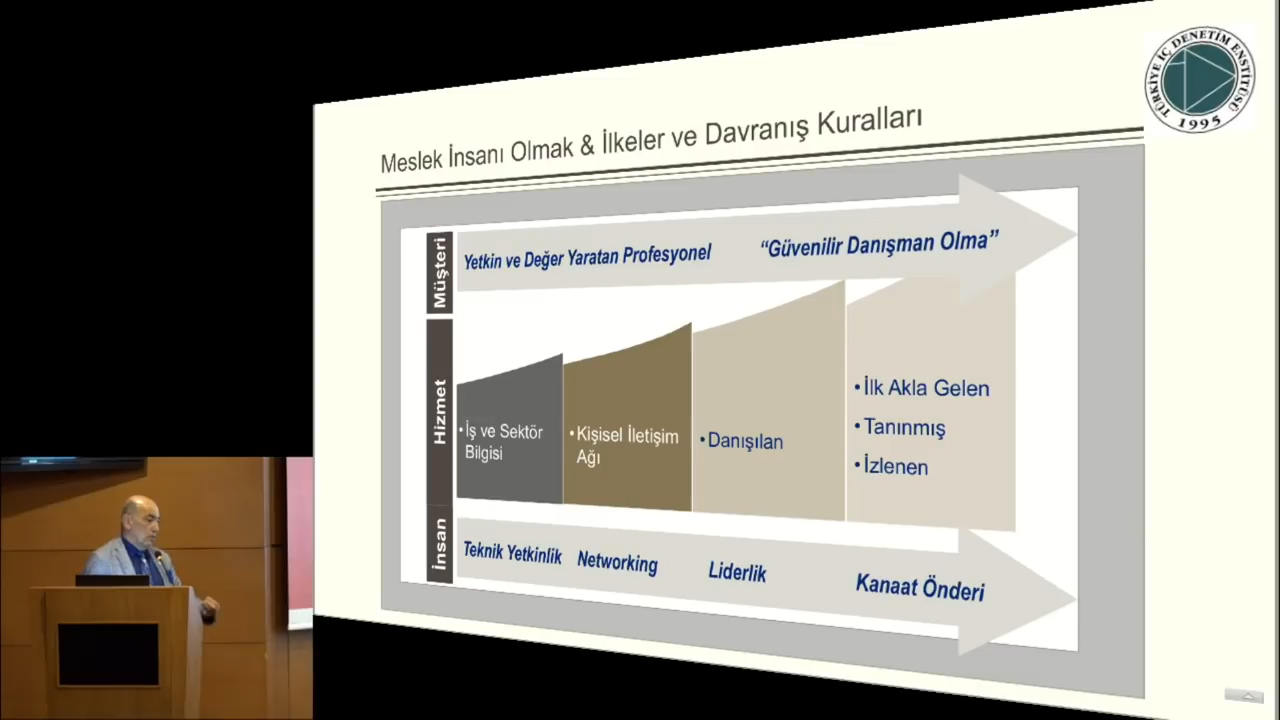 TÜRKİYE İÇ DENETİM ENSTİTÜSÜ
1995
Meslek İnsanı Olmak & İlkeler ve Davranış Kuralları
Müşteri
Yetkin ve Değer Yaratan Profesyonel
“Güvenilir Danışman Olma”
Hizmet
•İş ve Sektör
Bilgisi
•Kişisel İletişim
Ağı
•Danışılan
•İlk Akla Gelen
•Tanınmış
•İzlenen
İnsan
Teknik Yetkinlik
Networking
Liderlik
Kanaat Önderi